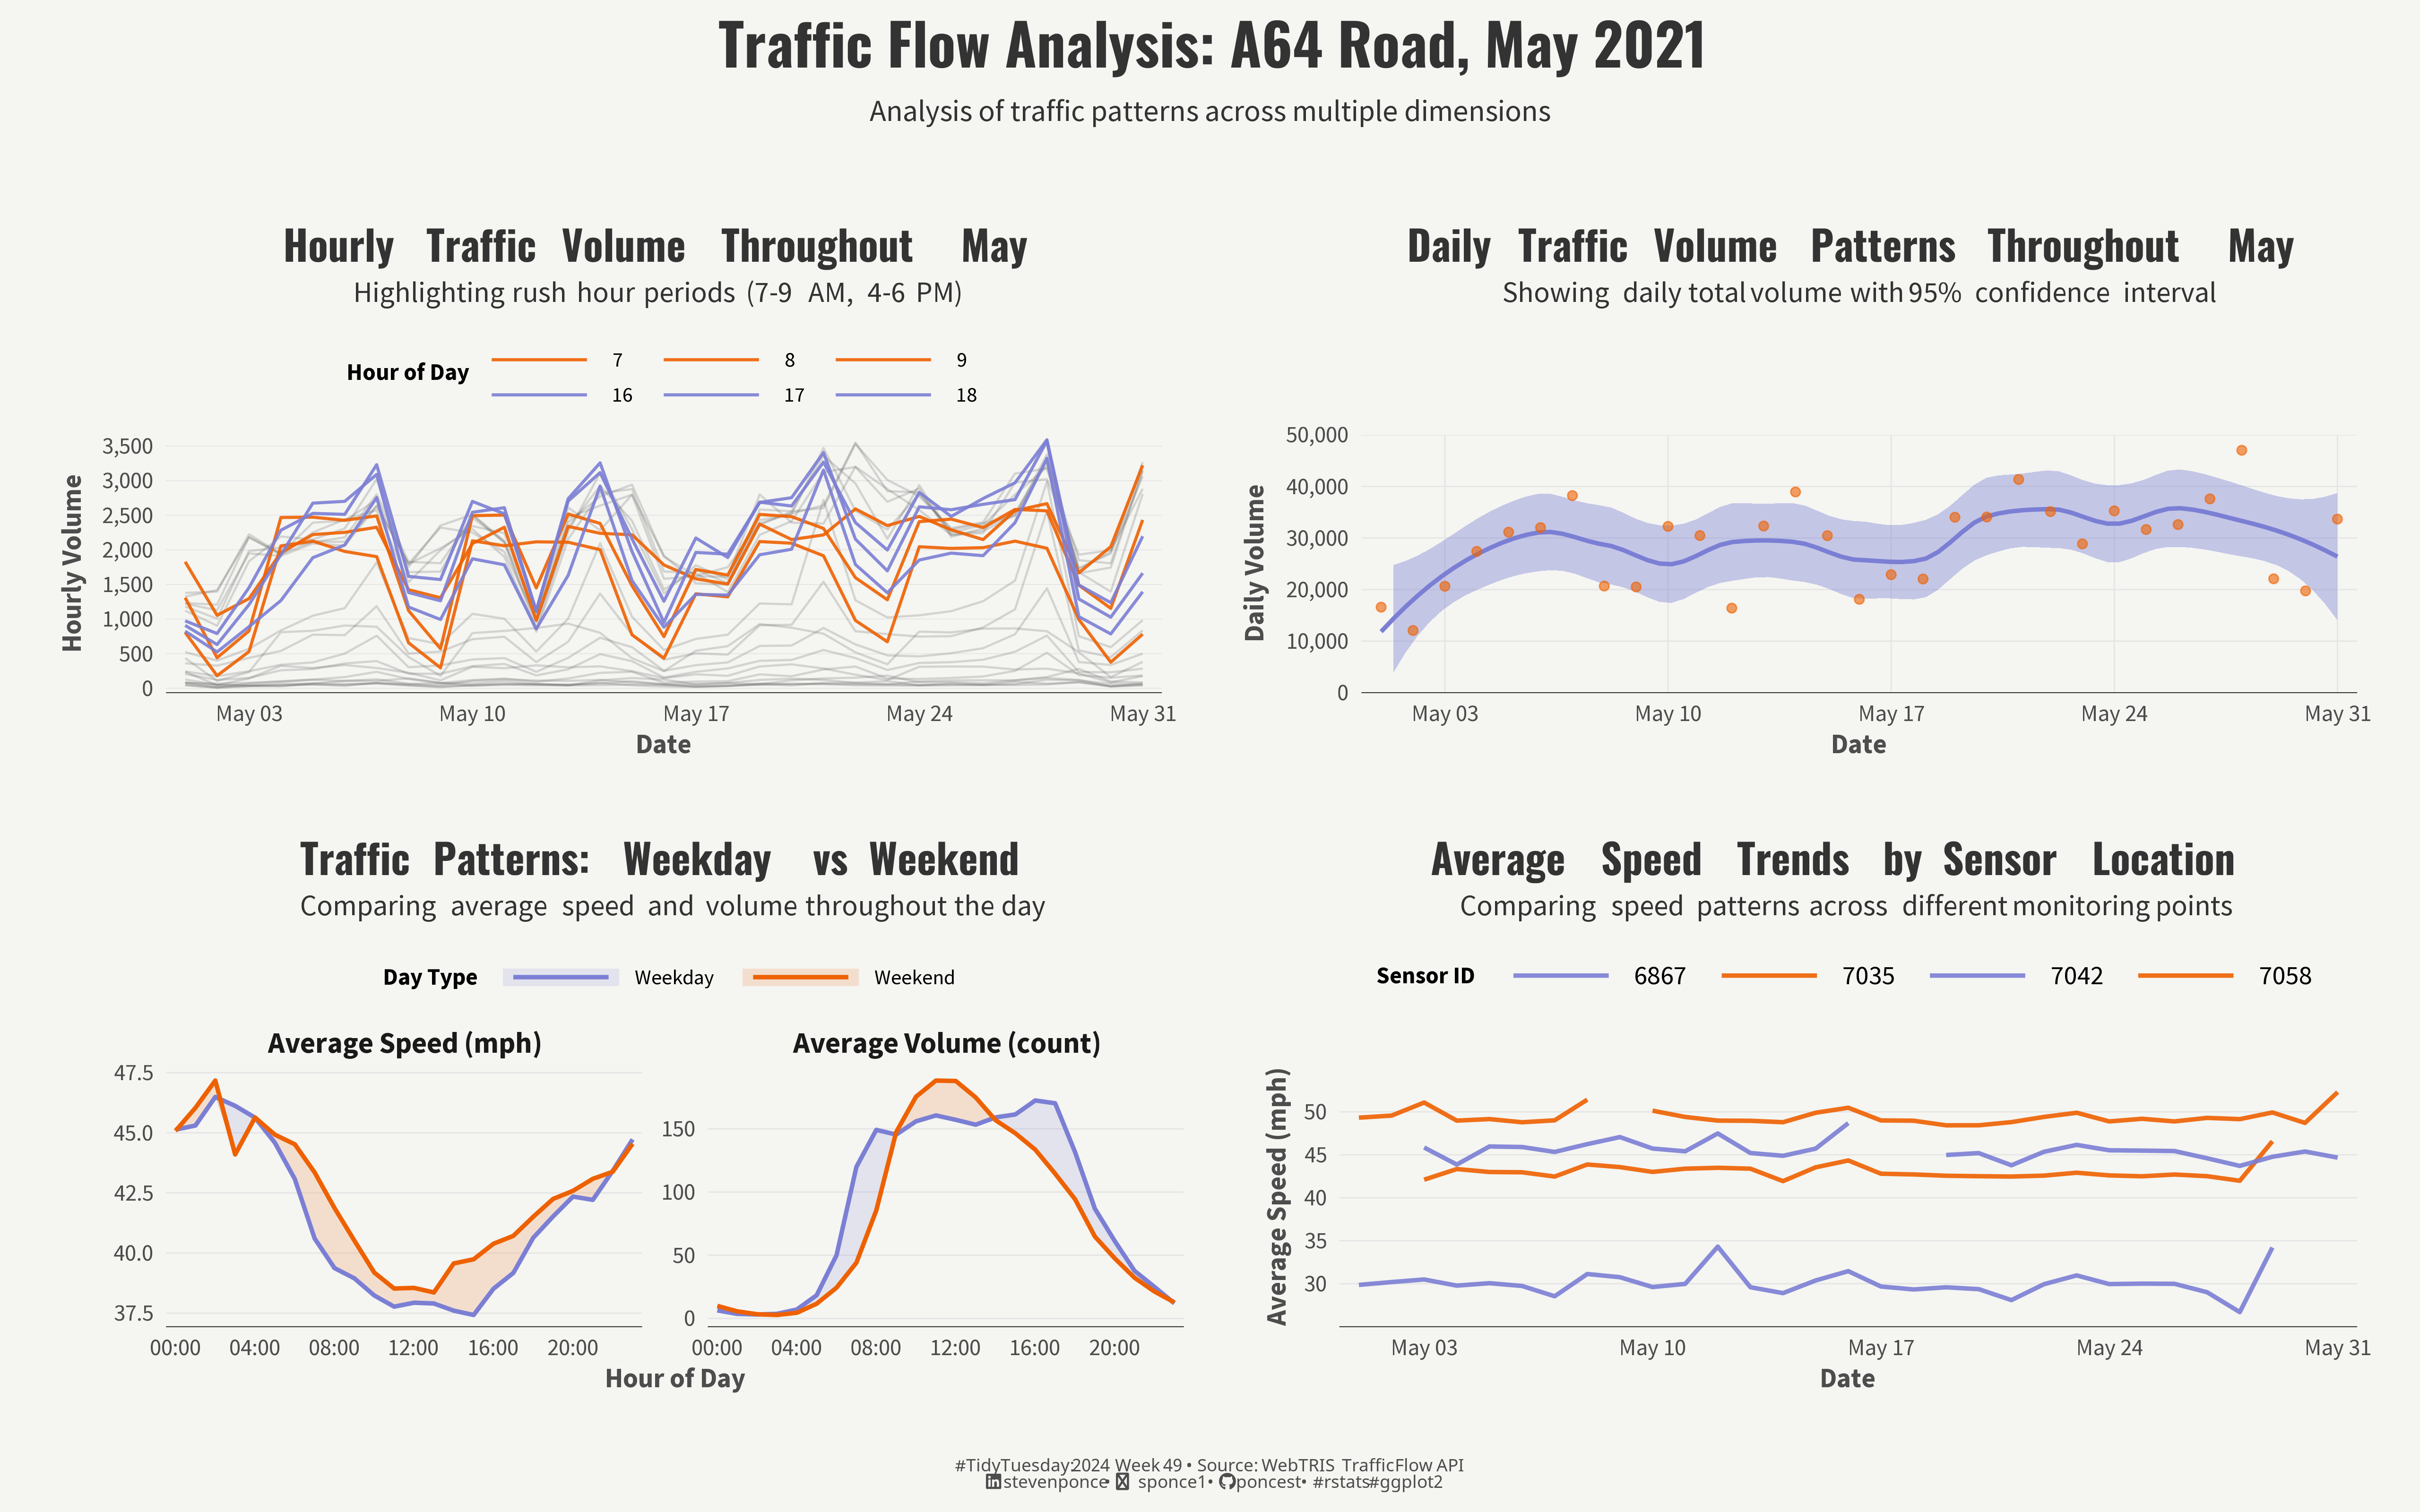 Traffic Flow Analysis: A64 Road, May 2021
Analysis of traffic patterns across multiple dimensions
Hourly Traffic Volume Throughout May
Highlighting rush hour periods (7-9 AM, 4-6 PM)
Hour of Day
7 8 9
16 17 18
Hourly Volume
3,500
3,000
2,500
2,000
1,500
1,000
500
0
May 03 May 10 May 17 May 24 May 31
Date
Daily Traffic Volume Patterns Throughout May
Showing daily total volume with 95% confidence interval
Daily Volume
50,000
40,000
30,000
20,000
10,000
0
May 03 May 10 May 17 May 24 May 31
Date
Traffic Patterns: Weekday vs Weekend
Comparing average speed and volume throughout the day
Day Type Weekday Weekend
Average Speed (mph)
47.5
45.0
42.5
40.0
37.5
00:00 04:00 08:00 12:00 16:00 20:00
Average Volume (count)
150
100
50
0
00:00 04:00 08:00 12:00 16:00 20:00
Hour of Day
Average Speed Trends by Sensor Location
Comparing speed patterns across different monitoring points
Sensor ID 6867 7035 7042 7058
Average Speed (mph)
50
45
40
35
30
May 03 May 10 May 17 May 24 May 31
Date
#TidyTuesday:2024 Week 49 • Source: WebTRIS TrafficFlow API
stevenponce • sponce1 • poncest • #rstats #ggplot2